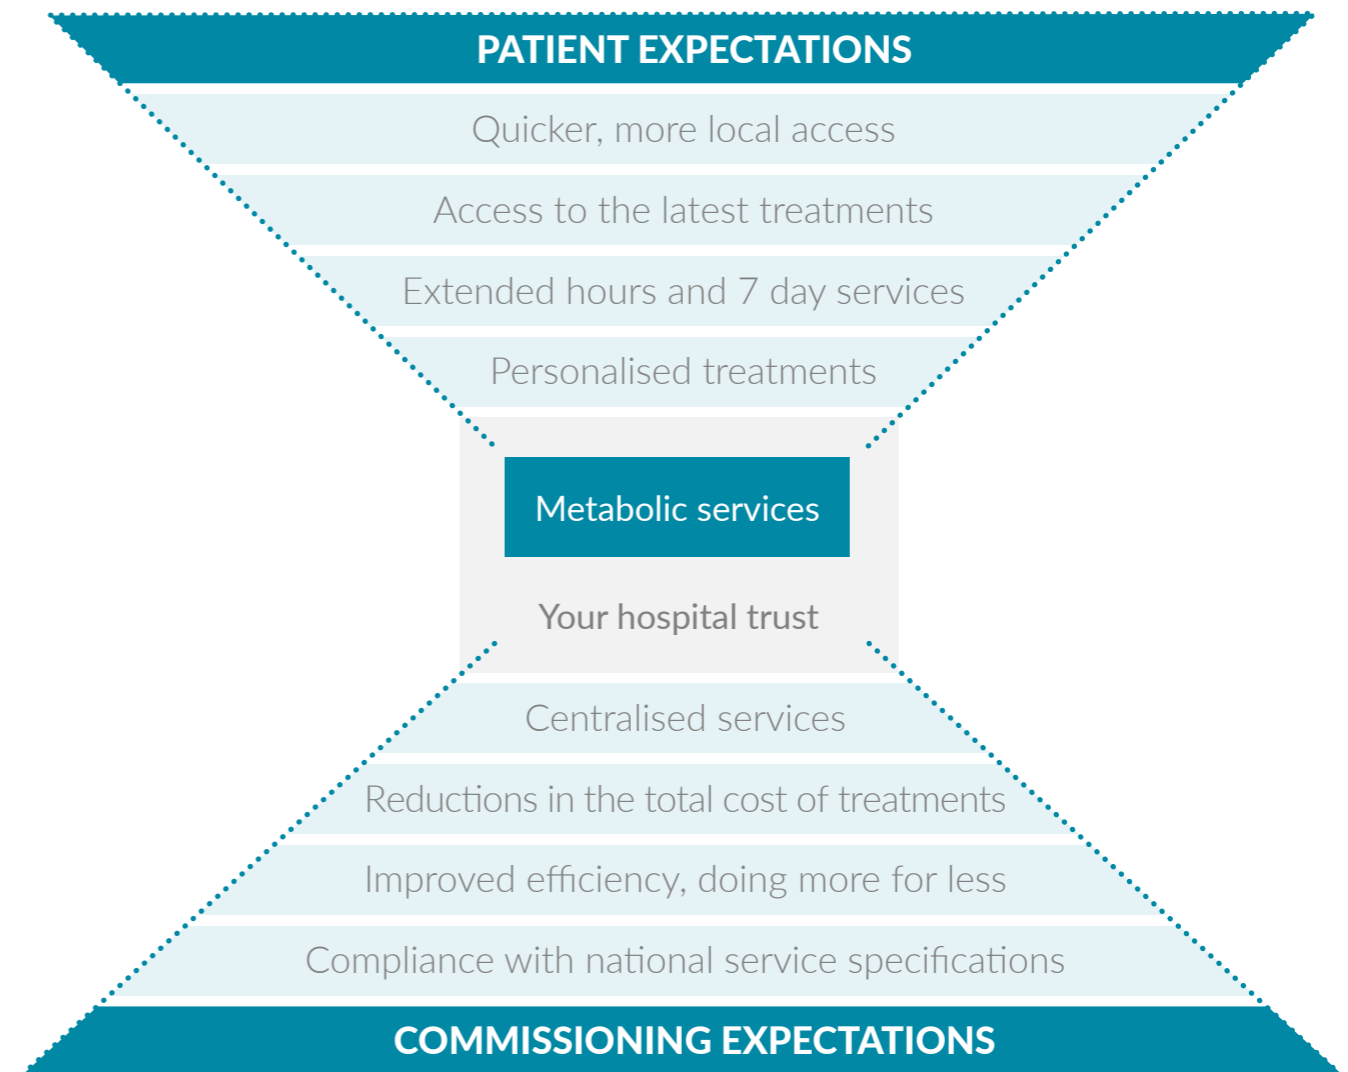 PATIENT EXPECTATIONS
Quicker, more local access
Access to the latest treatments
Extended hours and 7 day services
Personalised treatments
Metabolic services
Your hospital trust
Centralised services
Reductions in the total cost of treatments
Improved efficiency, doing more for less
Compliance with national service specifications
COMMISSIONING EXPECTATIONS